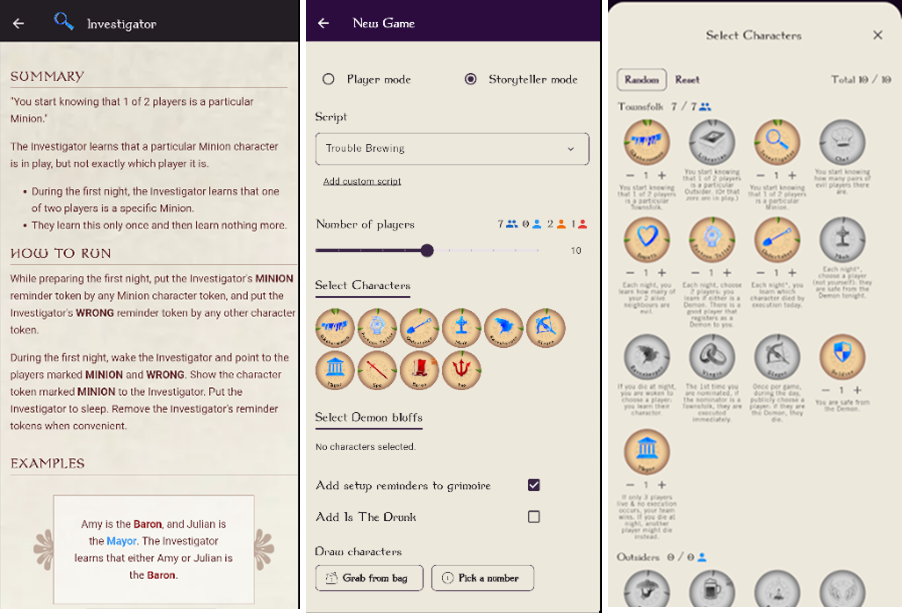 Investigator
SUMMARY
"You start knowing that 1 of 2 players is a particular
Minion."
The Investigator learns that a particular Minion character
is in play, but not exactly which player it is.
• During the first night, the Investigator learns that one
of two players is a specific Minion.
• They learn this only once and then learn nothing more.
HOW TO RUN
While preparing the first night, put the Investigator's MINION
reminder token by any Minion character token, and put the
Investigator's WRONG reminder token by any other character
token.
During the first night, wake the Investigator and point to the
players marked MINION and WRONG. Show the character
token marked MINION to the Investigator. Put the
Investigator to sleep. Remove the Investigator's reminder
tokens when convenient.
EXAMPLES
Amy is the Baron, and Julian is
the Mayor. The Investigator
learns that either Amy or Julian is
the Baron.
New Game
Player mode
Storyteller mode
Script
Trouble Brewing
Add custom script
Number of players
7 0 2 1
10
Select Characters
Select Demon bluffs
No characters selected.
Add setup reminders to grimoire
Add Is The Drunk
Draw characters
Grab from bag
Pick a number
Select Characters
Random
Reset
Total 10 / 10
Townsfolk 7 / 7
Washerwoman
Librarian
Investigator
Chef
− 1 +
− 1 +
− 1 +
You start knowing
that 1 of 2 players
is a particular
Townsfolk.
You start knowing
that 1 of 2 players
is a particular
Outsider. (Or that
zero are in play.)
You start knowing
that 1 of 2 players
is a particular
Minion.
You start knowing
how many pairs of
evil players there
are.
Empath
Fortune Teller
Undertaker
Monk
− 1 +
− 1 +
− 1 +
Each night, you
learn how many of
your 2 alive
neighbours are
evil.
Each night, choose
2 players: you
learn if either is a
Demon. There is a
good player that
registers as a
Demon to you.
Each night*, you
learn which
character died by
execution today.
Each night*,
choose a player
(not yourself): they
are safe from the
Demon tonight.
Ravenkeeper
Virgin
Slayer
Soldier
− 1 +
If you die at night,
you are woken to
choose a player:
you learn their
character.
The 1st time you
are nominated, if
the nominator is a
Townsfolk, they are
executed
immediately.
Once per game,
during the day,
publicly choose a
player: if they are
the Demon, they
die.
You are safe from
the Demon.
Mayor
− 1 +
If only 3 players
live & no execution
occurs, your team
wins. If you die at
night, another
player might die
instead.
Outsiders 0 / 0